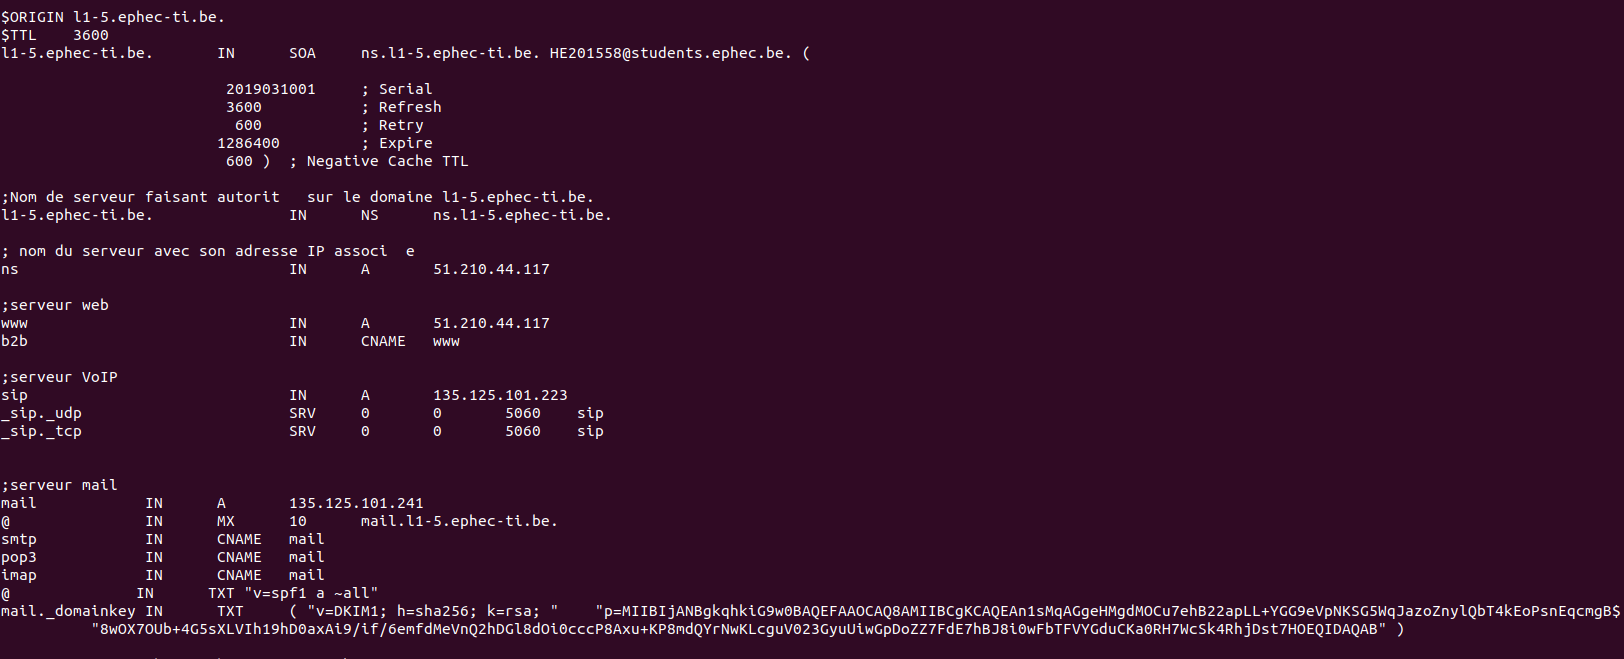 $ORIGIN l1-5.ephec-ti.be.
$TTL    3600
l1-5.ephec-ti.be.       IN      SOA     ns.l1-5.ephec-ti.be. HE201558@students.ephec.be. (
2019031001     ; Serial
3600           ; Refresh
600           ; Retry
1286400         ; Expire
600 )  ; Negative Cache TTL
;Nom de serveur faisant autorit   sur le domaine l1-5.ephec-ti.be.
l1-5.ephec-ti.be.               IN      NS      ns.l1-5.ephec-ti.be.
; nom du serveur avec son adresse IP associ  e
ns                              IN      A       51.210.44.117
;serveur web
www                             IN      A       51.210.44.117
b2b                             IN      CNAME   www
;serveur VoIP
sip                             IN      A       135.125.101.223
_sip._udp                       SRV     0       0       5060    sip
_sip._tcp                       SRV     0       0       5060    sip
;serveur mail
mail            IN      A       135.125.101.241
@               IN      MX      10      mail.l1-5.ephec-ti.be.
smtp            IN      CNAME   mail
pop3            IN      CNAME   mail
imap            IN      CNAME   mail
@              IN      TXT "v=spf1 a ~all"
mail._domainkey IN      TXT     ( "v=DKIM1; h=sha256; k=rsa; "    "p=MIIBIjANBgkqhkiG9w0BAQEFAAOCAQ8AMIIBCgKCAQEAn1sMqAGgeHMgdMOCu7ehB22apLL+YGG9eVpNKSG5WqJazoZnylQbT4kEoPsnEqcmgB$
"8wOX7OUb+4G5sXLVIh19hD0axAi9/if/6emfdMeVnQ2hDGl8dOi0cccP8Axu+KP8mdQYrNwKLcguV023GyuUiwGpDoZZ7FdE7hBJ8i0wFbTFVYGduCKa0RH7WcSk4RhjDst7HOEQIDAQAB" )